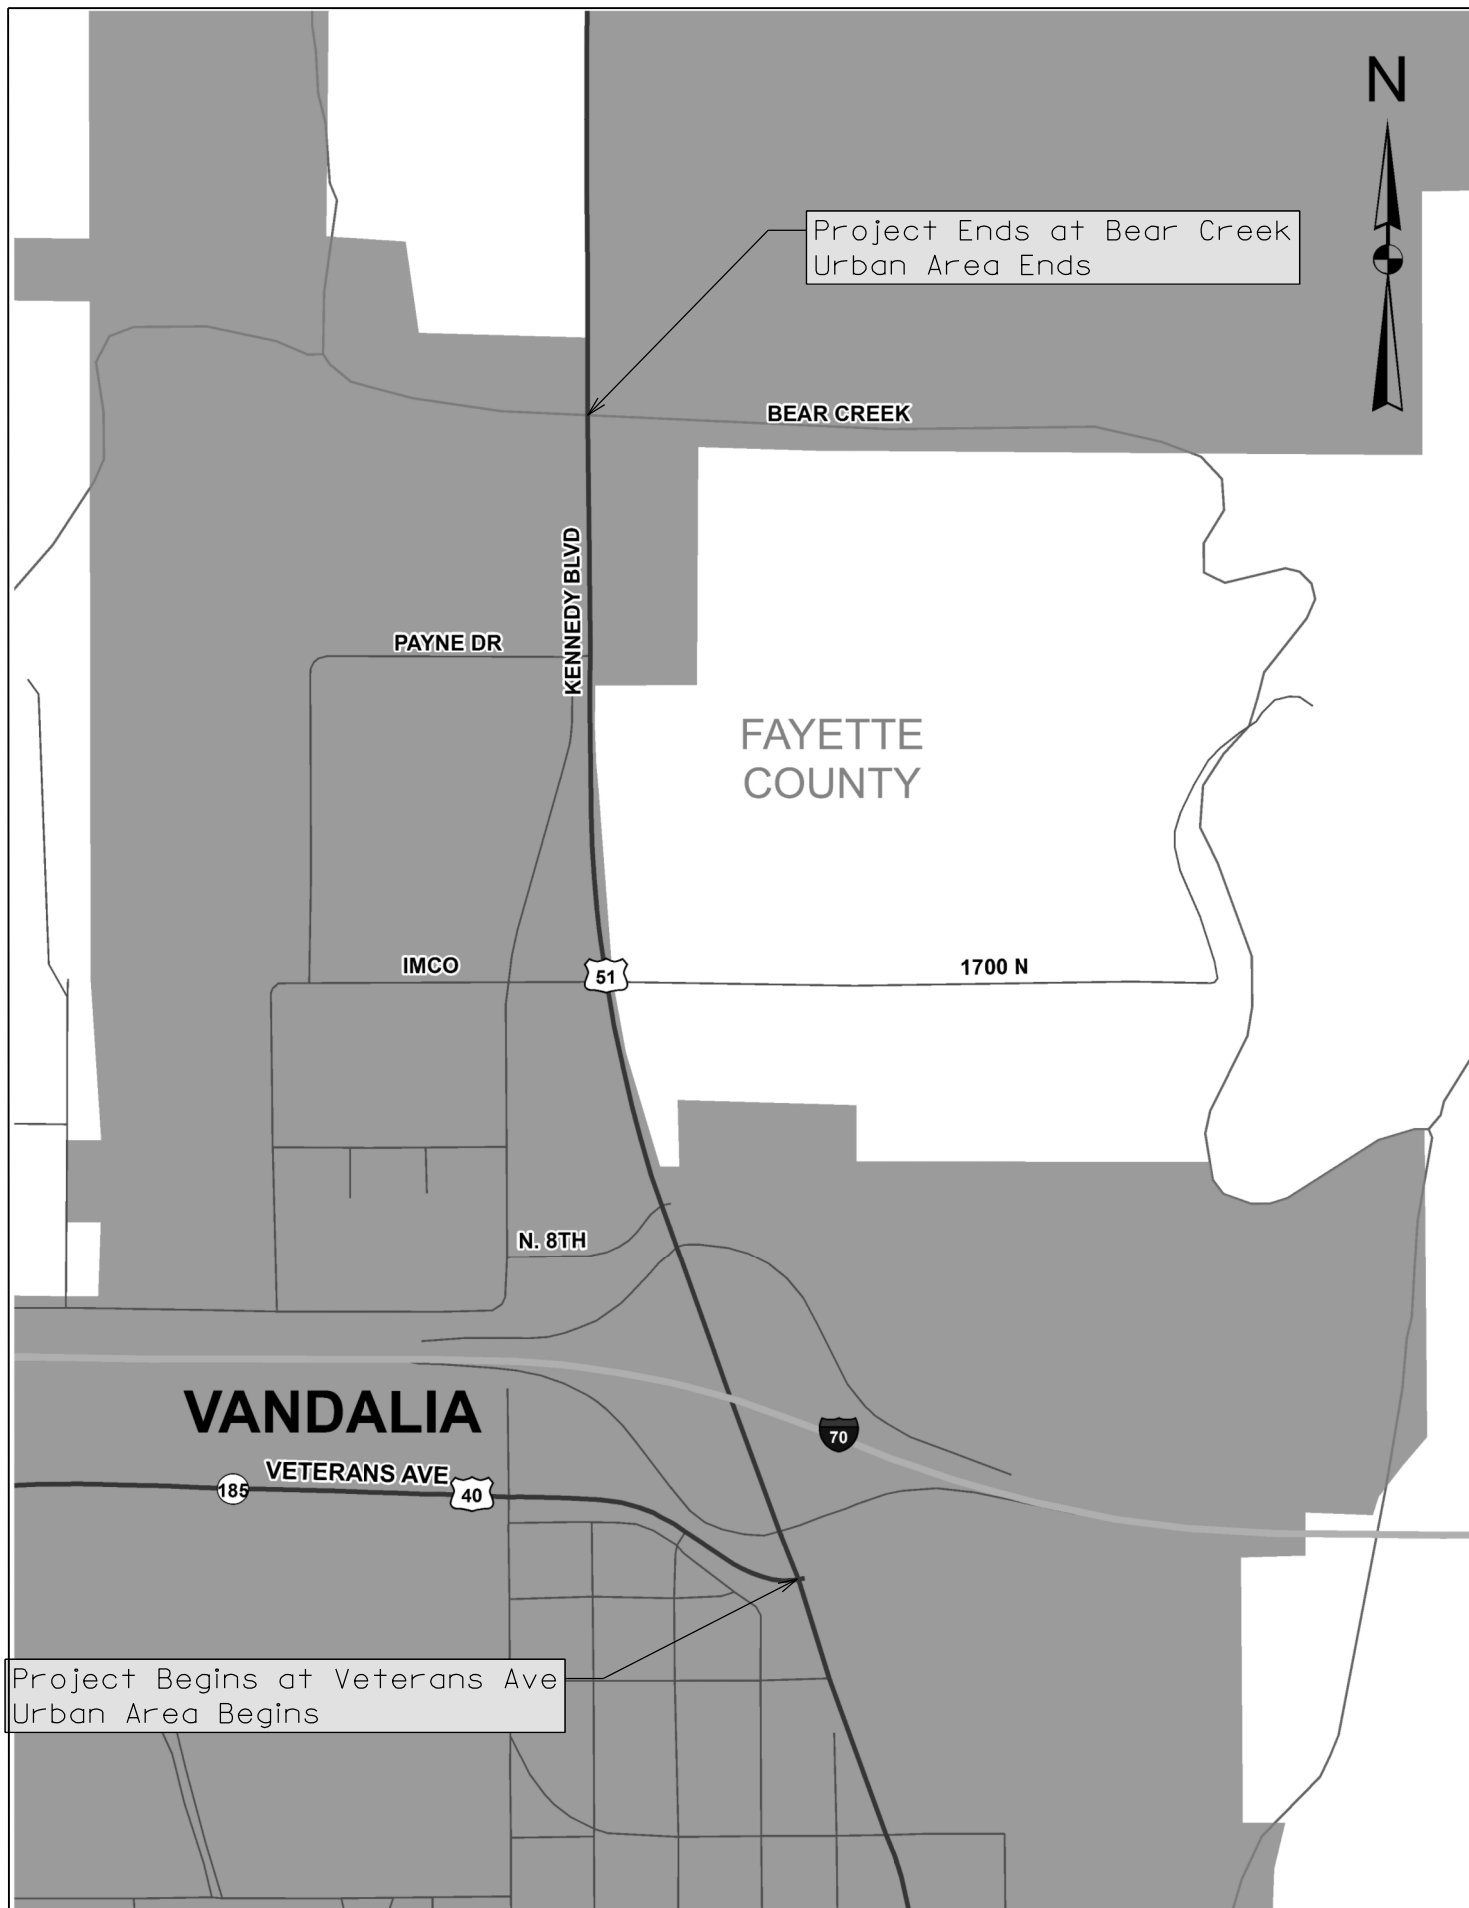 N
Project Ends at Bear Creek
Urban Area Ends
BEAR CREEK
KENNEDY BLVD
PAYNE DR
FAYETTE
COUNTY
IMCO
51
1700 N
N. 8TH
VANDALIA
70
VETERANS AVE
185
40
Project Begins at Veterans Ave
Urban Area Begins